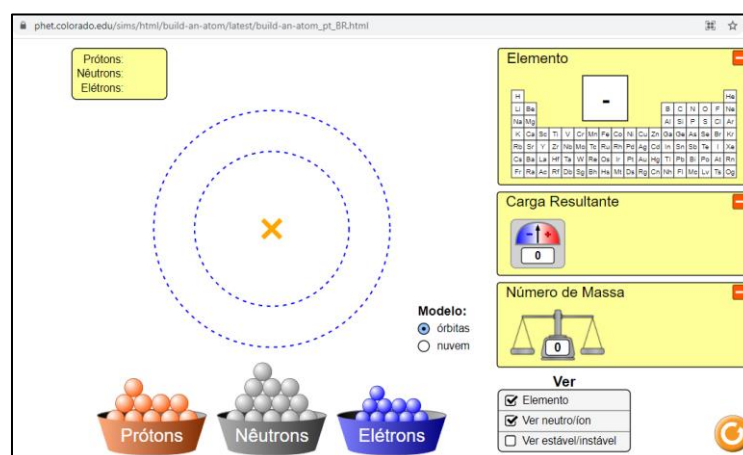 phet.colorado.edu/sims/html/build-an-atom/latest/build-an-atom_pt_BR.html
Prótons:
Nêutrons:
Elétrons:
Elemento
-
H He
Li Be B C N O F Ne
Na Mg Al Si P S Cl Ar
K Ca Sc Ti V Cr Mn Fe Co Ni Cu Zn Ga Ge As Se Br Kr
Rb Sr Y Zr Nb Mo Tc Ru Rh Pd Ag Cd In Sn Sb Te I Xe
Cs Ba La Hf Ta W Re Os Ir Pt Au Hg Tl Pb Bi Po At Rn
Fr Ra Ac Rf Db Sg Bh Hs Mt Ds Rg Cn Nh Fl Mc Lv Ts Og
Carga Resultante
- +
0
Número de Massa
0
Modelo:
órbitas
nuvem
Prótons
Nêutrons
Elétrons
Ver
Elemento
Ver neutro/íon
Ver estável/instável